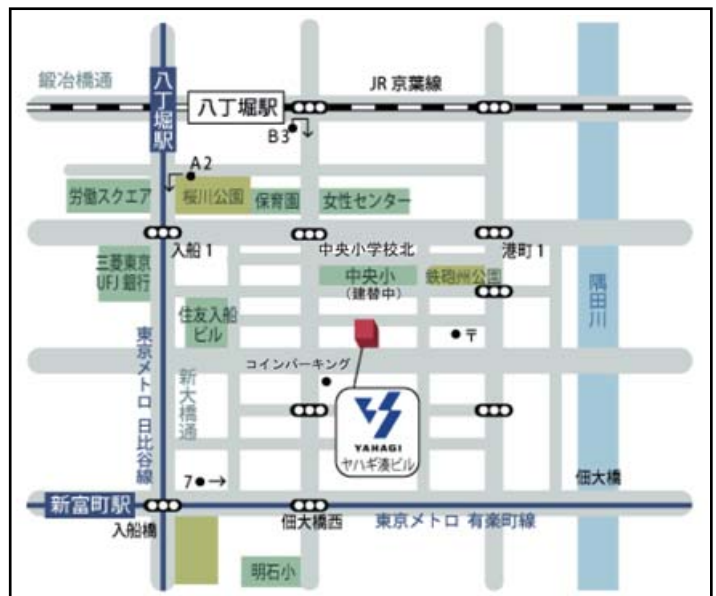 鍛冶橋通
八丁堀駅
八丁堀駅
JR 京葉線
B3
A2
労働スクエア
桜川公園
保育園
女性センター
入船 1
中央小学校北
港町 1
三菱東京
UFJ 銀行
中央小
(建替中)
鉄砲州公園
隅田川
住友入船
ビル
〒
東京メトロ 日比谷線
新大橋通
コインパーキング
YAHAGI
ヤハギ湊ビル
7
→
佃大橋
新富町駅
入船橋
佃大橋西
東京メトロ 有楽町線
明石小